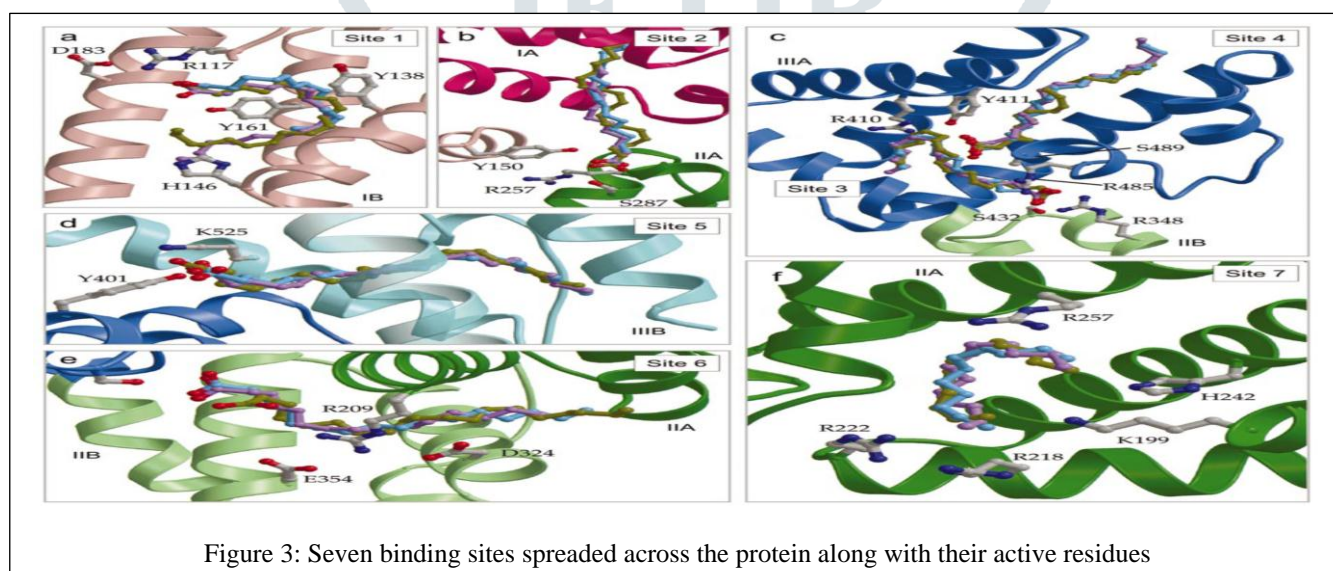 a
Site 1
D183
R117
Y138
Y161
H146
IB
b
Site 2
IA
Y150
IIA
R257
S287
c
Site 4
IIIA
Y411
R410
S489
Site 3
R485
S432
R348
IIB
d
Site 5
K525
Y401
IIIB
e
Site 6
R209
IIA
IIB
D324
E354
f
Site 7
IIA
R257
H242
R222
K199
R218
Figure 3: Seven binding sites spreaded across the protein along with their active residues